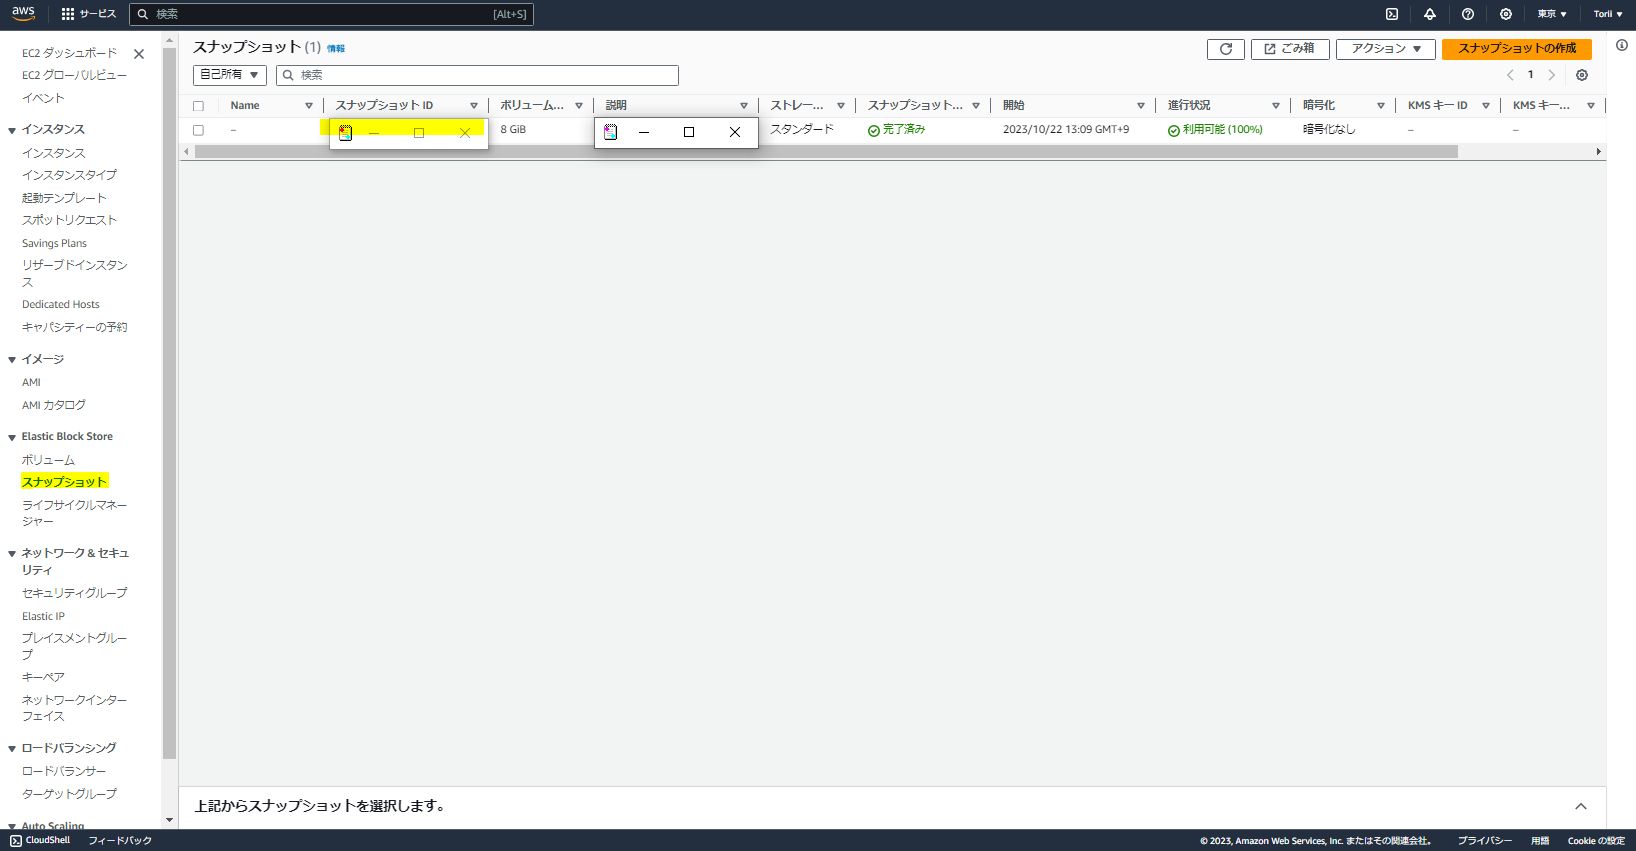 aws サービス 検索 [Alt+S] 東京 Torii
EC2 ダッシュボード
EC2 グローバルビュー
イベント
インスタンス
インスタンス
インスタンスタイプ
起動テンプレート
スポットリクエスト
Savings Plans
リザーブドインスタン
ス
Dedicated Hosts
キャパシティーの予約
イメージ
AMI
AMI カタログ
Elastic Block Store
ボリューム
スナップショット
ライフサイクルマネー
ジャー
ネットワーク & セキュ
リティ
セキュリティグループ
Elastic IP
プレイスメントグルー
プ
キーペア
ネットワークインター
フェイス
ロードバランシング
ロードバランサー
ターゲットグループ
Auto Scaling
スナップショット (1) 情報
ごみ箱 アクション スナップショットの作成
自己所有 検索 1
Name スナップショット ID ボリューム... 説明 ストレー... スナップショット... 開始 進行状況 暗号化 KMS キー ID KMS キー...
– 8 GiB スタンダード 完了済み 2023/10/22 13:09 GMT+9 利用可能 (100%) 暗号化なし – –
上記からスナップショットを選択します。
CloudShell フィードバック © 2023, Amazon Web Services, Inc. またはその関連会社。 プライバシー 用語 Cookie の設定